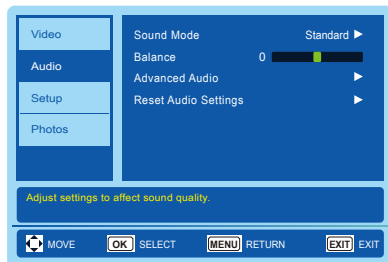 Video
Audio
Setup
Photos
Sound Mode Standard
Balance 0
Advanced Audio
Reset Audio Settings
Adjust settings to affect sound quality.
MOVE OK SELECT MENU RETURN EXIT EXIT